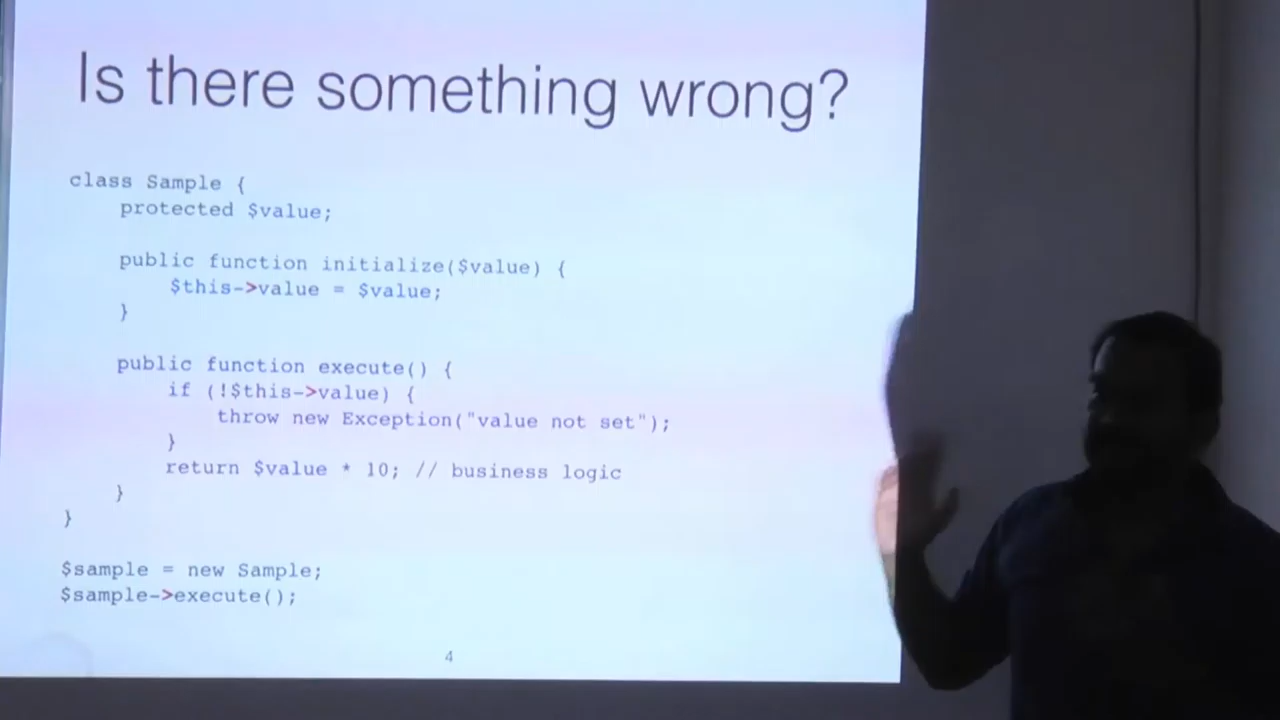 Is there something wrong?
class Sample {
protected $value;
public function initialize($value) {
$this->value = $value;
}
public function execute() {
if (!$this->value) {
throw new Exception("value not set");
}
return $value * 10; // business logic
}
}
$sample = new Sample;
$sample->execute();
4